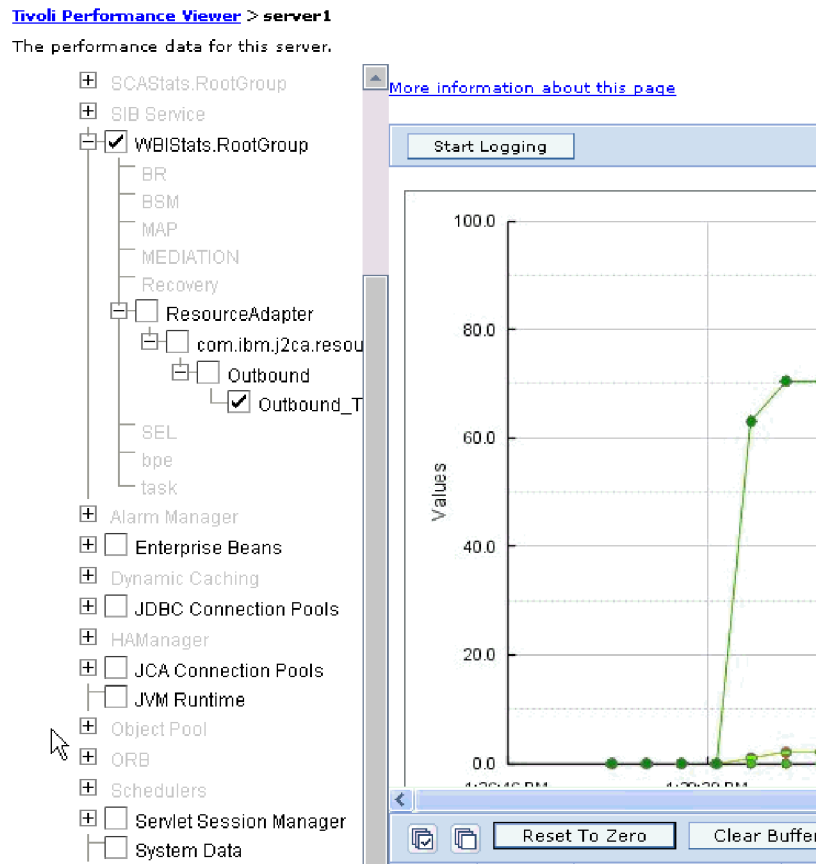 Tivoli Performance Viewer > server1
The performance data for this server.
SCAStats.RootGroup
SIB Service
WBIStats.RootGroup
BR
BSM
MAP
MEDIATION
Recovery
ResourceAdapter
com.ibm.j2ca.resou
Outbound
Outbound_T
SEL
bpe
task
Alarm Manager
Enterprise Beans
Dynamic Caching
JDBC Connection Pools
HAManager
JCA Connection Pools
JVM Runtime
Object Pool
ORB
Schedulers
Servlet Session Manager
System Data
More information about this page
Start Logging
100.0
80.0
60.0
40.0
20.0
0.0
Values
Reset To Zero
Clear Buffer